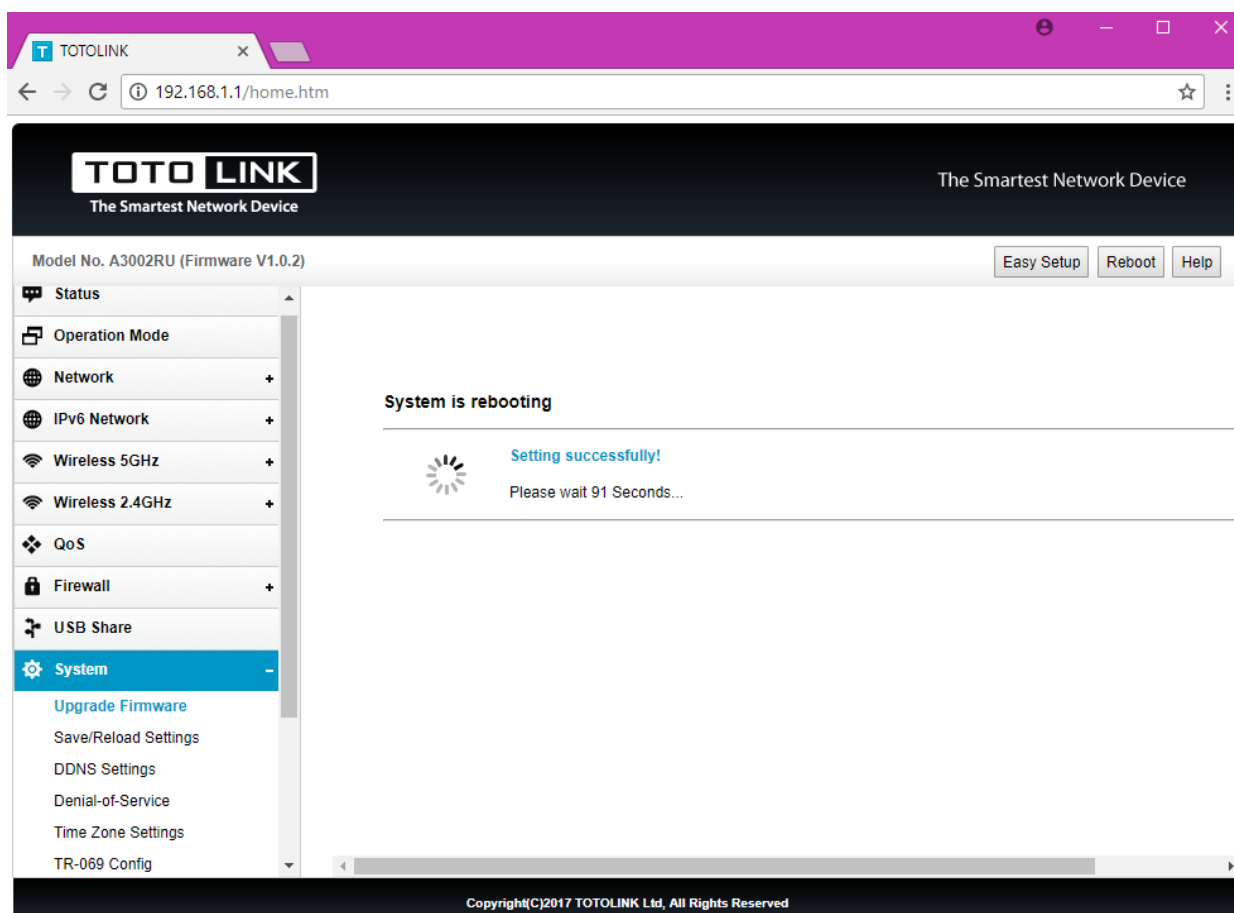 TOTOLINK
192.168.1.1/home.htm
TOTO LINK
The Smartest Network Device
The Smartest Network Device
Model No. A3002RU (Firmware V1.0.2)
Easy Setup Reboot Help
Status
Operation Mode
Network +
IPv6 Network +
Wireless 5GHz +
Wireless 2.4GHz +
QoS
Firewall +
USB Share
System -
Upgrade Firmware
Save/Reload Settings
DDNS Settings
Denial-of-Service
Time Zone Settings
TR-069 Config
System is rebooting
Setting successfully!
Please wait 91 Seconds...
Copyright(C)2017 TOTOLINK Ltd, All Rights Reserved